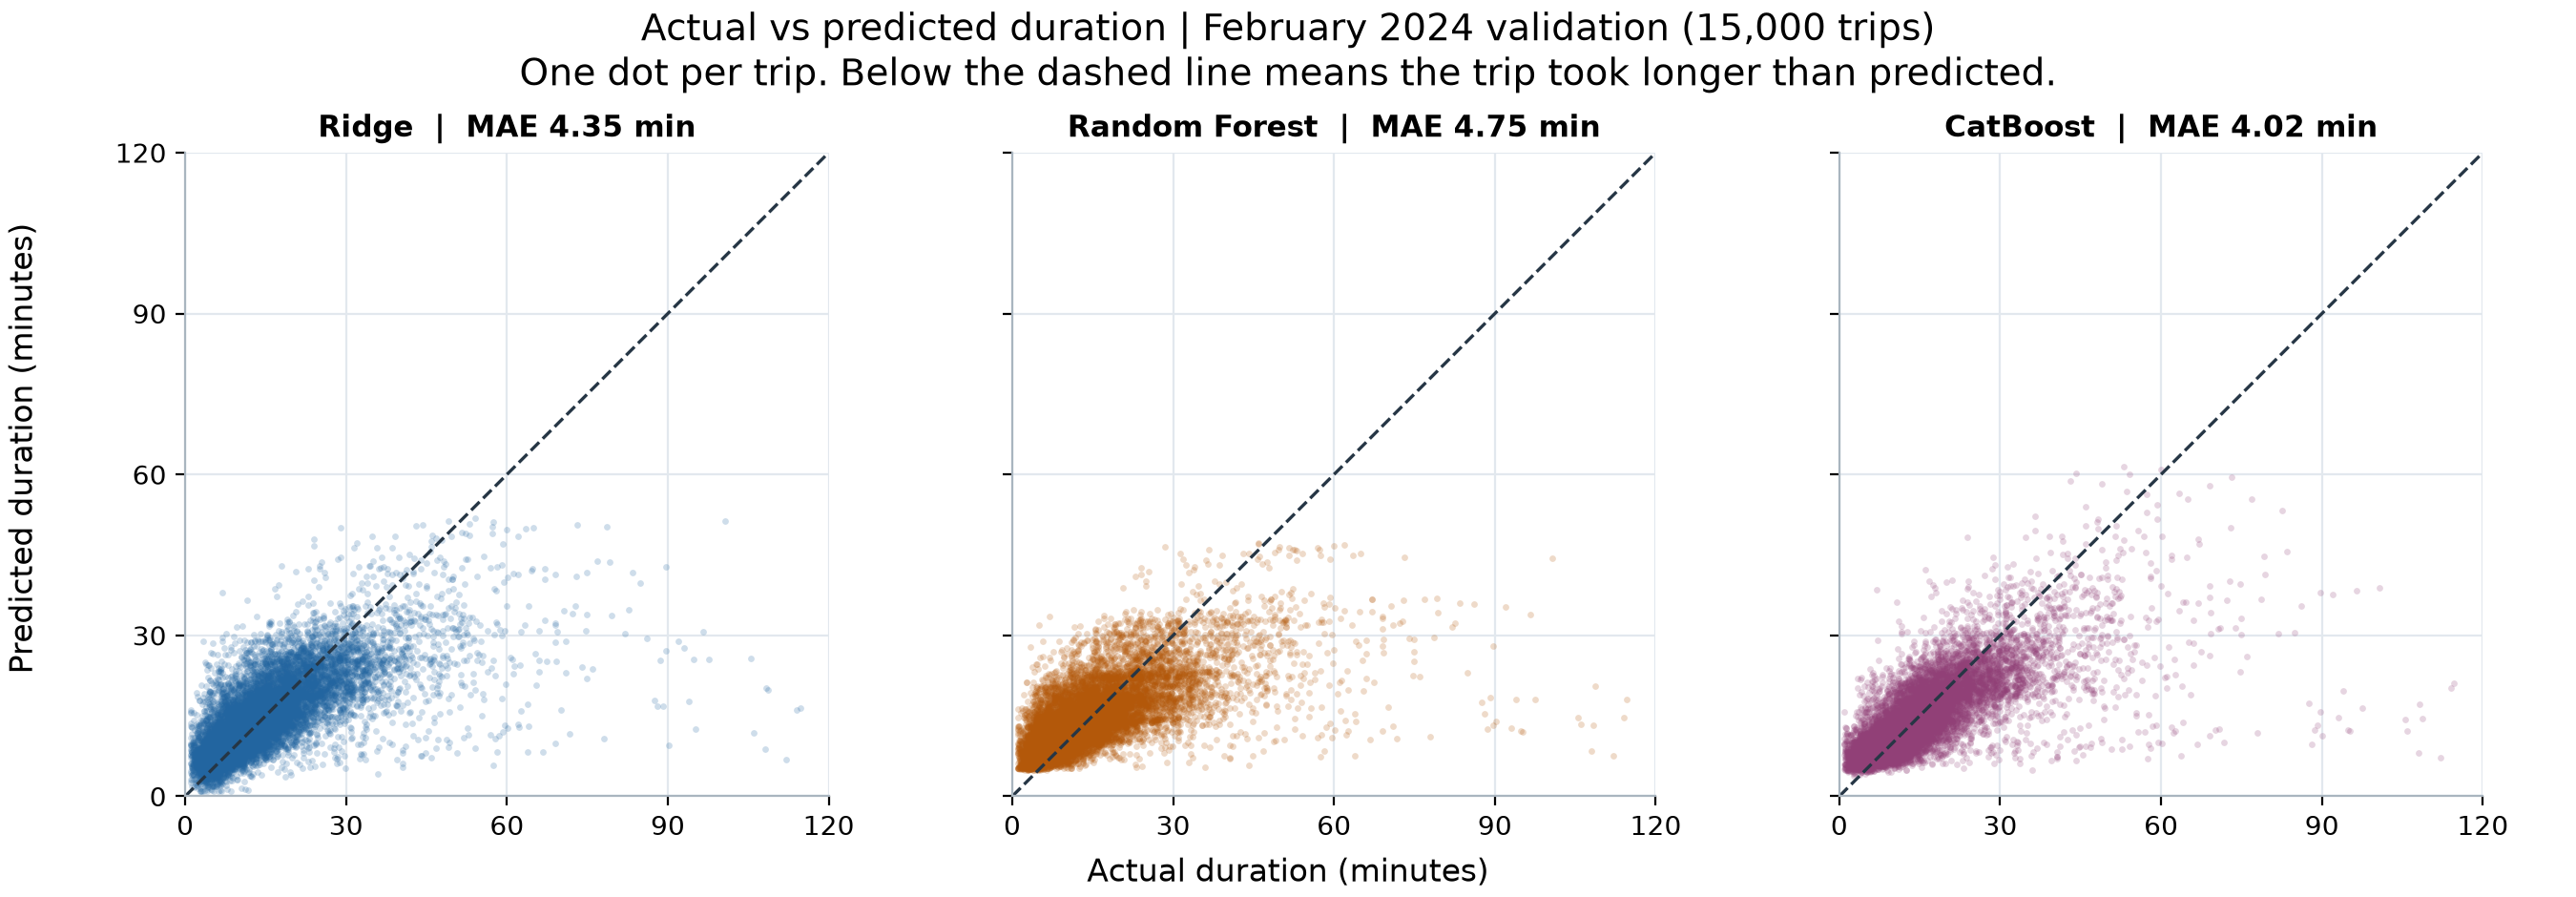 Actual vs predicted duration | February 2024 validation (15,000 trips)
One dot per trip. Below the dashed line means the trip took longer than predicted.
Ridge | MAE 4.35 min
Random Forest | MAE 4.75 min
CatBoost | MAE 4.02 min
Predicted duration (minutes)
120
90
60
30
0
0 30 60 90 120
0 30 60 90 120
0 30 60 90 120
Actual duration (minutes)